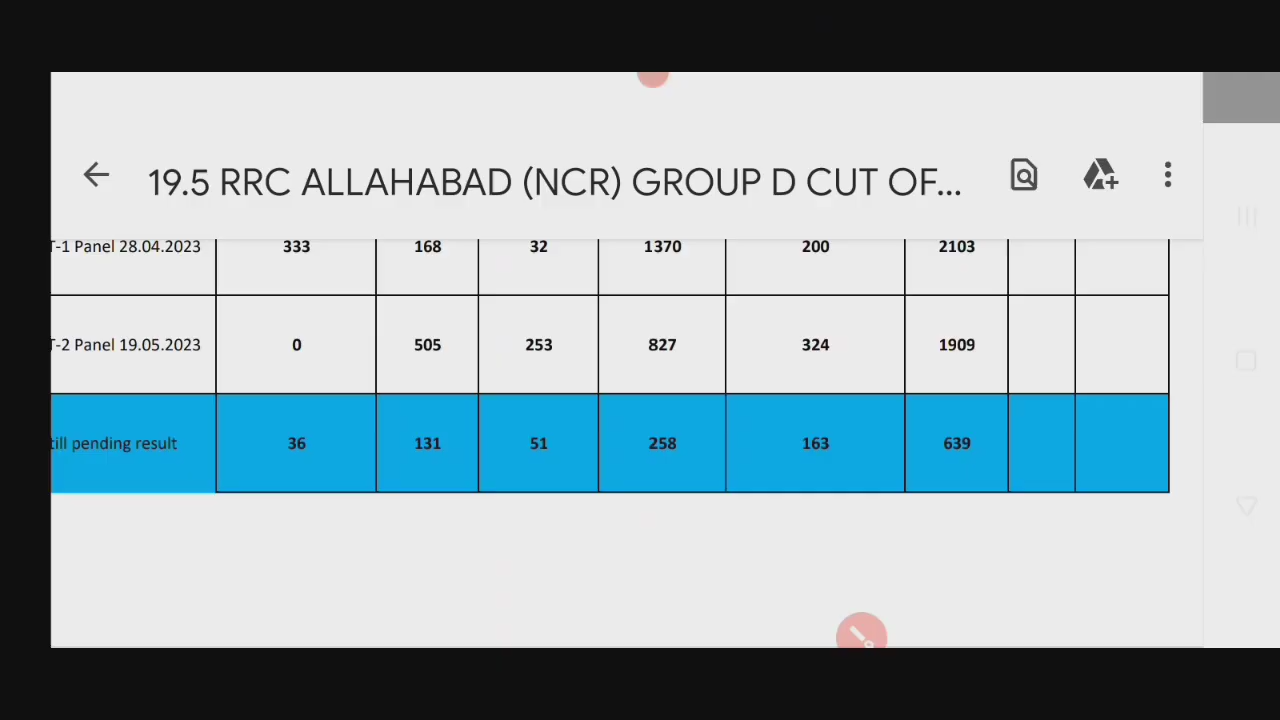 19.5 RRC ALLAHABAD (NCR) GROUP D CUT OF...
T-1 Panel 28.04.2023 333 168 32 1370 200 2103
T-2 Panel 19.05.2023 0 505 253 827 324 1909
till pending result 36 131 51 258 163 639